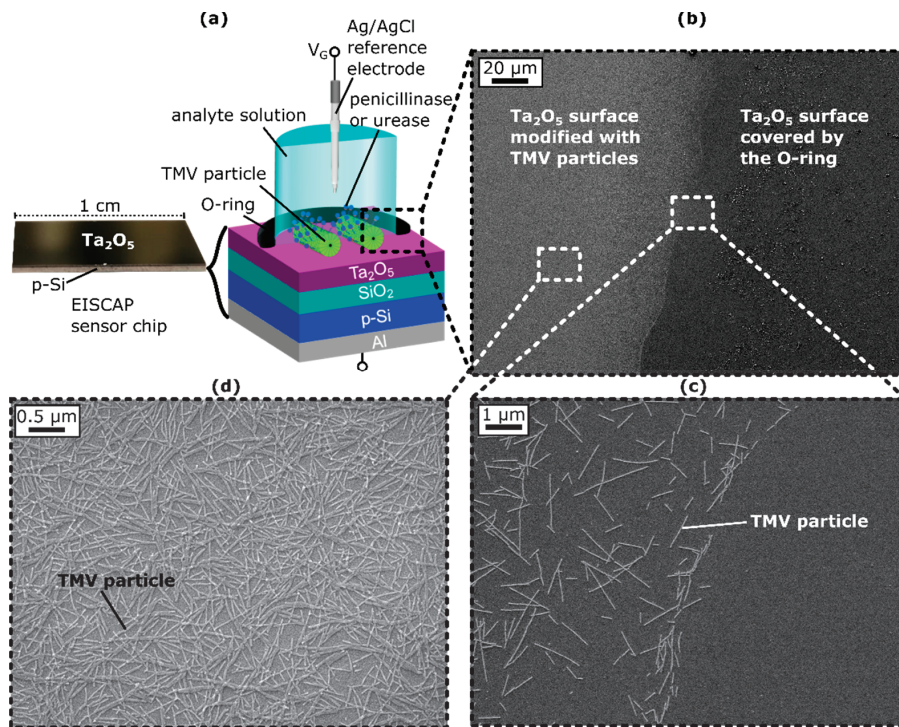 (a)
Ag/AgCl
reference
electrode
V_G
penicillinase
or urease
analyte solution
TMV particle
O-ring
1 cm
Ta₂O₅
p-Si
EISCAP
sensor chip
Ta₂O₅
SiO₂
p-Si
Al
(b)
20 µm
Ta₂O₅ surface
modified with
TMV particles
Ta₂O₅ surface
covered by
the O-ring
(d)
0.5 µm
TMV particle
(c)
1 µm
TMV particle